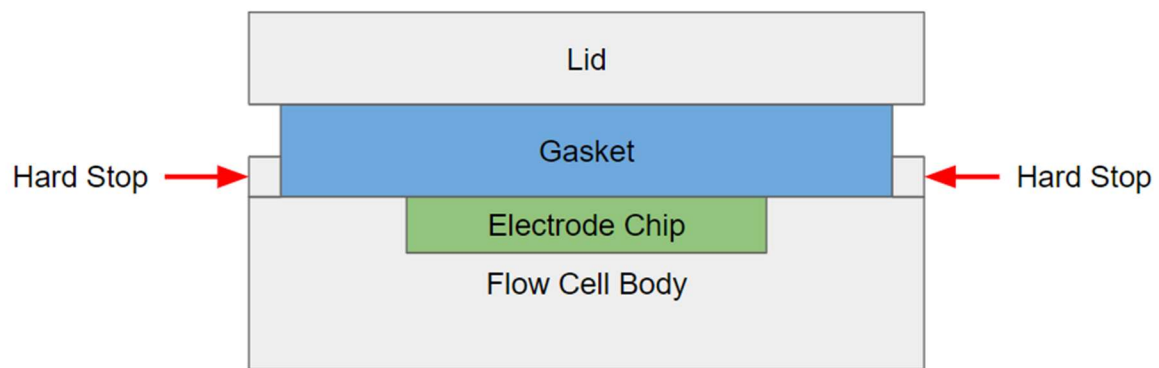 Lid
Gasket
Hard Stop
Hard Stop
Electrode Chip
Flow Cell Body